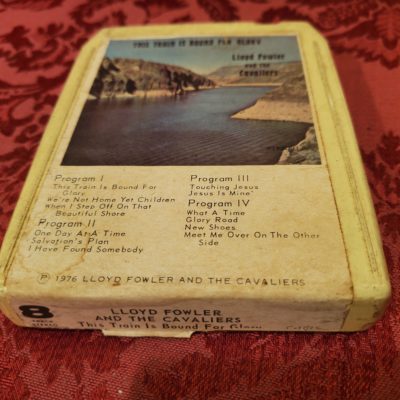 THIS TRAIN IS BOUND FOR GLORY
Lloyd Fowler
and the
Cavaliers
Program I
This Train Is Bound For
Glory
We're Not Home Yet Children
When I Step Off On That
Beautiful Shore
Program II
One Day At A Time
Salvation's Plan
I Have Found Somebody
Program III
Touching Jesus
Jesus Is Mine
Program IV
What A Time
Glory Road
New Shoes
Meet Me Over On The Other
Side
℗ 1976 LLOYD FOWLER AND THE CAVALIERS
8
STEREO
LLOYD FOWLER
AND THE CAVALIERS
This Train Is Bound For Glory